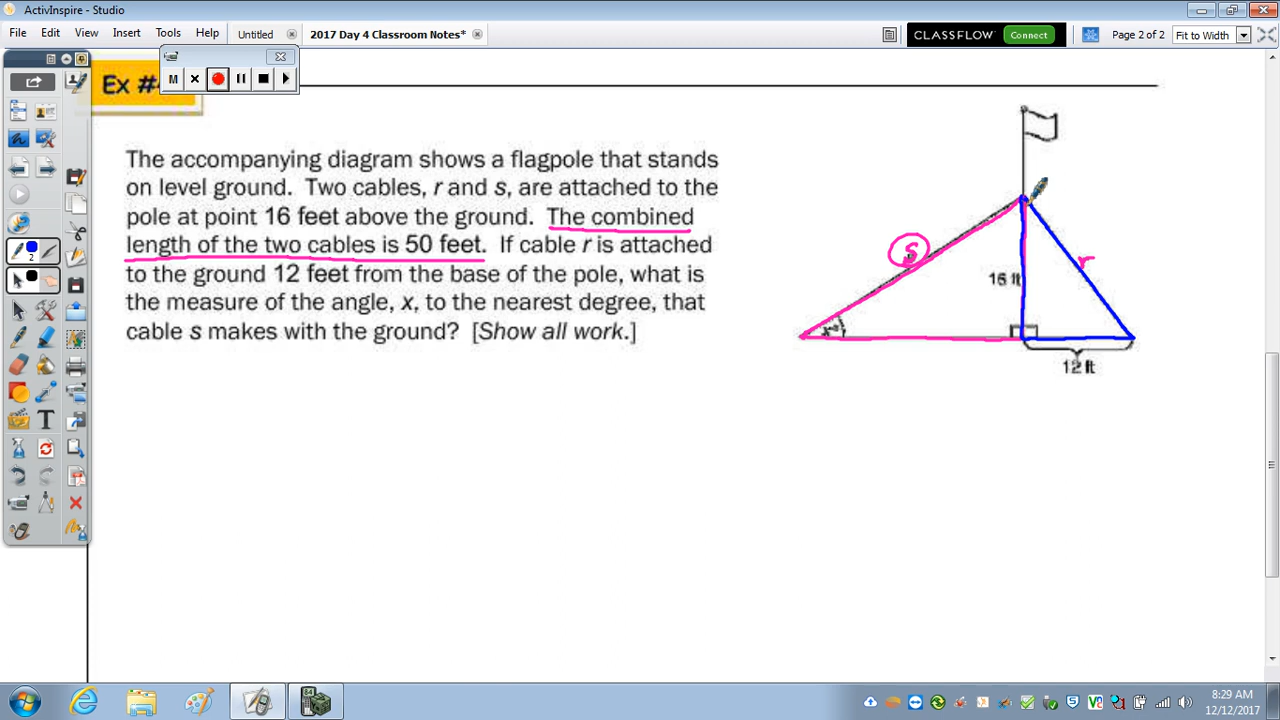 ActivInspire - Studio
File Edit View Insert Tools Help
Untitled
2017 Day 4 Classroom Notes*
CLASSFLOW Connect
Page 2 of 2
Fit to Width
M
2
T
Ex #
The accompanying diagram shows a flagpole that stands
on level ground. Two cables, r and s, are attached to the
pole at point 16 feet above the ground. The combined
length of the two cables is 50 feet. If cable r is attached
to the ground 12 feet from the base of the pole, what is
the measure of the angle, x, to the nearest degree, that
cable s makes with the ground? [Show all work.]
s
r
16 ft
x°
12 ft
8:29 AM
12/12/2017